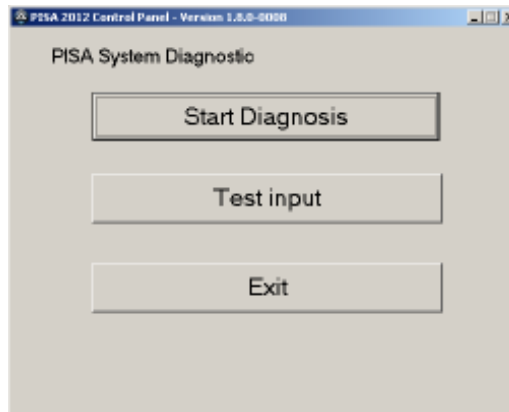 PISA 2012 Control Panel - Version 1.8.0-0008
PISA System Diagnostic
Start Diagnosis
Test input
Exit